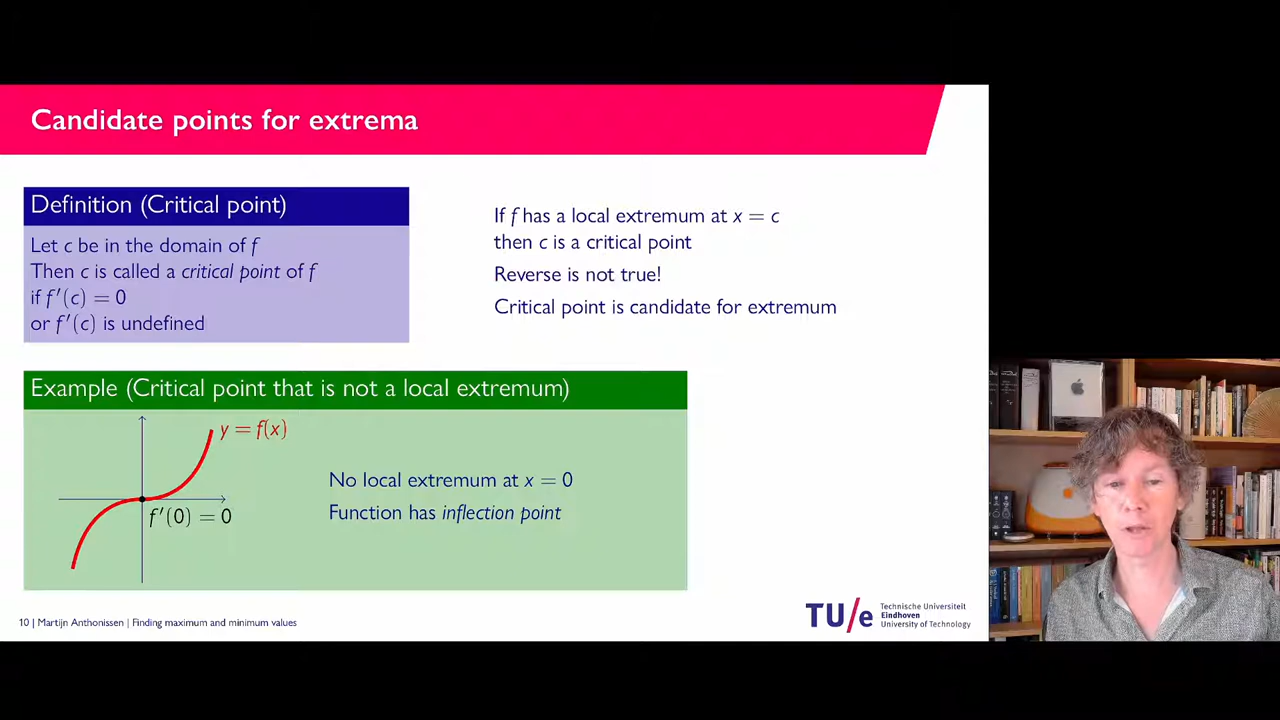 Candidate points for extrema
Definition (Critical point)
Let c be in the domain of f
Then c is called a critical point of f
if f′(c) = 0
or f′(c) is undefined
If f has a local extremum at x = c
then c is a critical point
Reverse is not true!
Critical point is candidate for extremum
Example (Critical point that is not a local extremum)
y = f(x)
f′(0) = 0
No local extremum at x = 0
Function has inflection point
10 | Martijn Anthonissen | Finding maximum and minimum values
TU/e
Technische Universiteit
Eindhoven
University of Technology